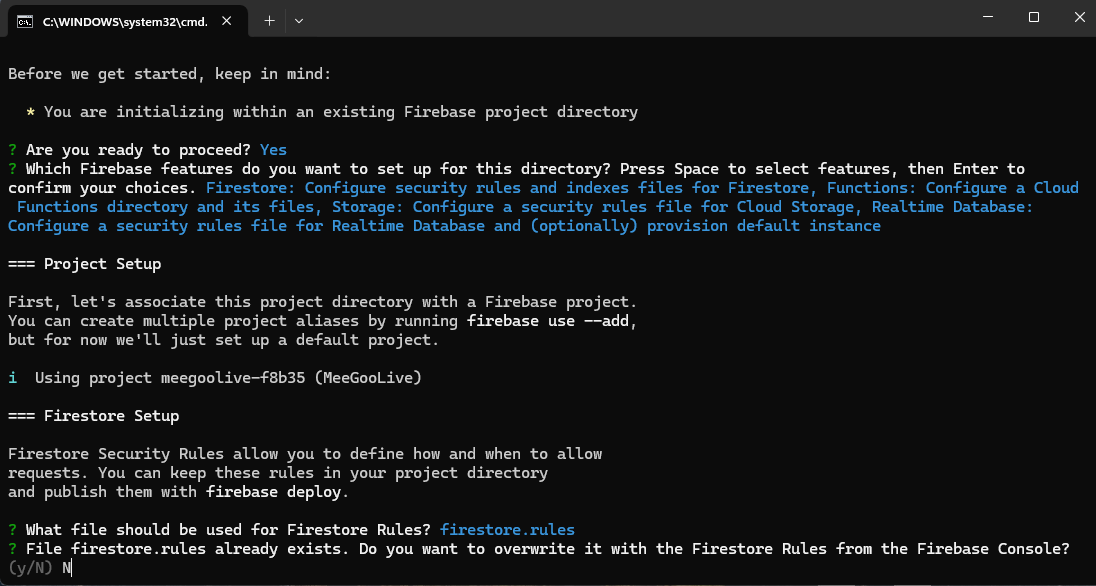 C:\WINDOWS\system32\cmd.
Before we get started, keep in mind:
* You are initializing within an existing Firebase project directory
? Are you ready to proceed? Yes
? Which Firebase features do you want to set up for this directory? Press Space to select features, then Enter to
confirm your choices. Firestore: Configure security rules and indexes files for Firestore, Functions: Configure a Cloud
Functions directory and its files, Storage: Configure a security rules file for Cloud Storage, Realtime Database:
Configure a security rules file for Realtime Database and (optionally) provision default instance
=== Project Setup
First, let's associate this project directory with a Firebase project.
You can create multiple project aliases by running firebase use --add,
but for now we'll just set up a default project.
i Using project meegoolive-f8b35 (MeeGooLive)
=== Firestore Setup
Firestore Security Rules allow you to define how and when to allow
requests. You can keep these rules in your project directory
and publish them with firebase deploy.
? What file should be used for Firestore Rules? firestore.rules
? File firestore.rules already exists. Do you want to overwrite it with the Firestore Rules from the Firebase Console?
(y/N) N